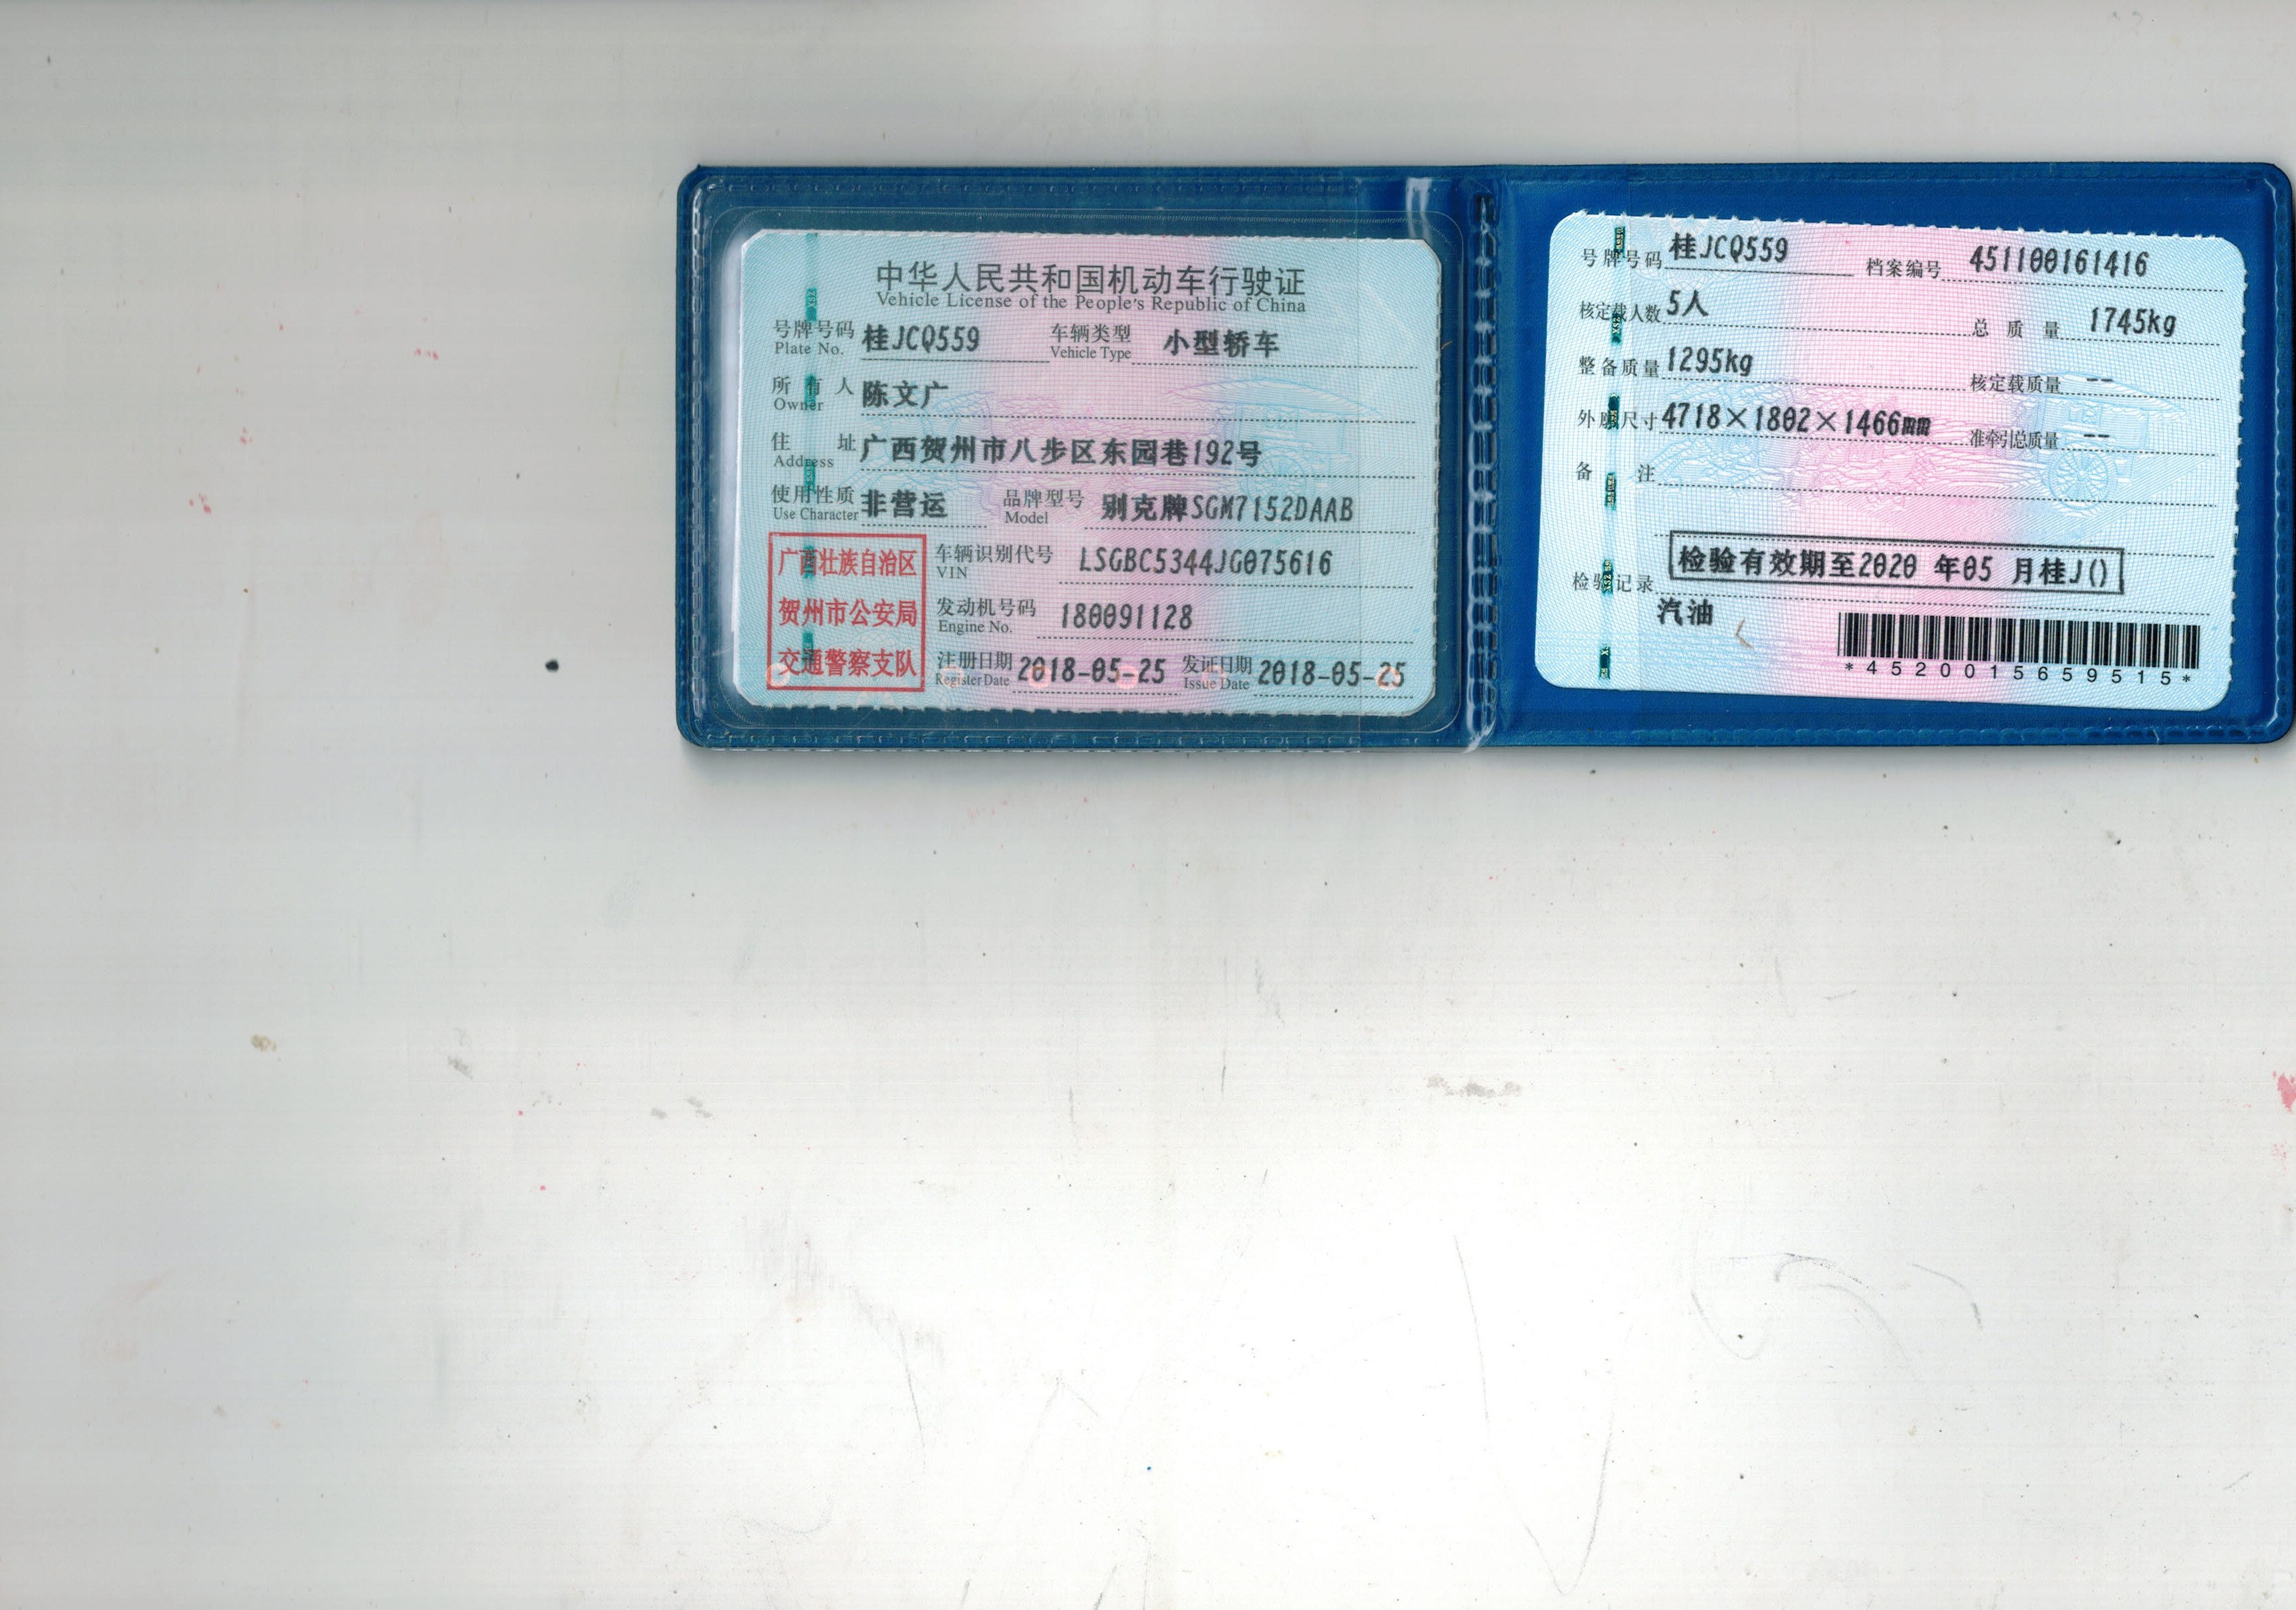 中华人民共和国机动车行驶证
Vehicle License of the People's Republic of China
号牌号码 桂JCQ559 车辆类型 小型轿车
Plate No. Vehicle Type
所有人 陈文广
Owner
住址 广西贺州市八步区东园巷192号
Address
使用性质 非营运 品牌型号 别克牌SGM7152DAAB
Use Character Model
广西壮族自治区
贺州市公安局
交通警察支队
车辆识别代号 LSGBC5344JG075616
VIN
发动机号码 180091128
Engine No.
注册日期 2018-05-25 发证日期 2018-05-25
Register Date Issue Date
号牌号码 桂JCQ559 档案编号 451100161416
核定载人数 5人 总质量 1745kg
整备质量 1295kg 核定载质量 --
外廓尺寸 4718×1802×1466mm 准牵引总质量 --
备注
检验记录 检验有效期至2020 年05 月桂J()
汽油
*4520015659515*